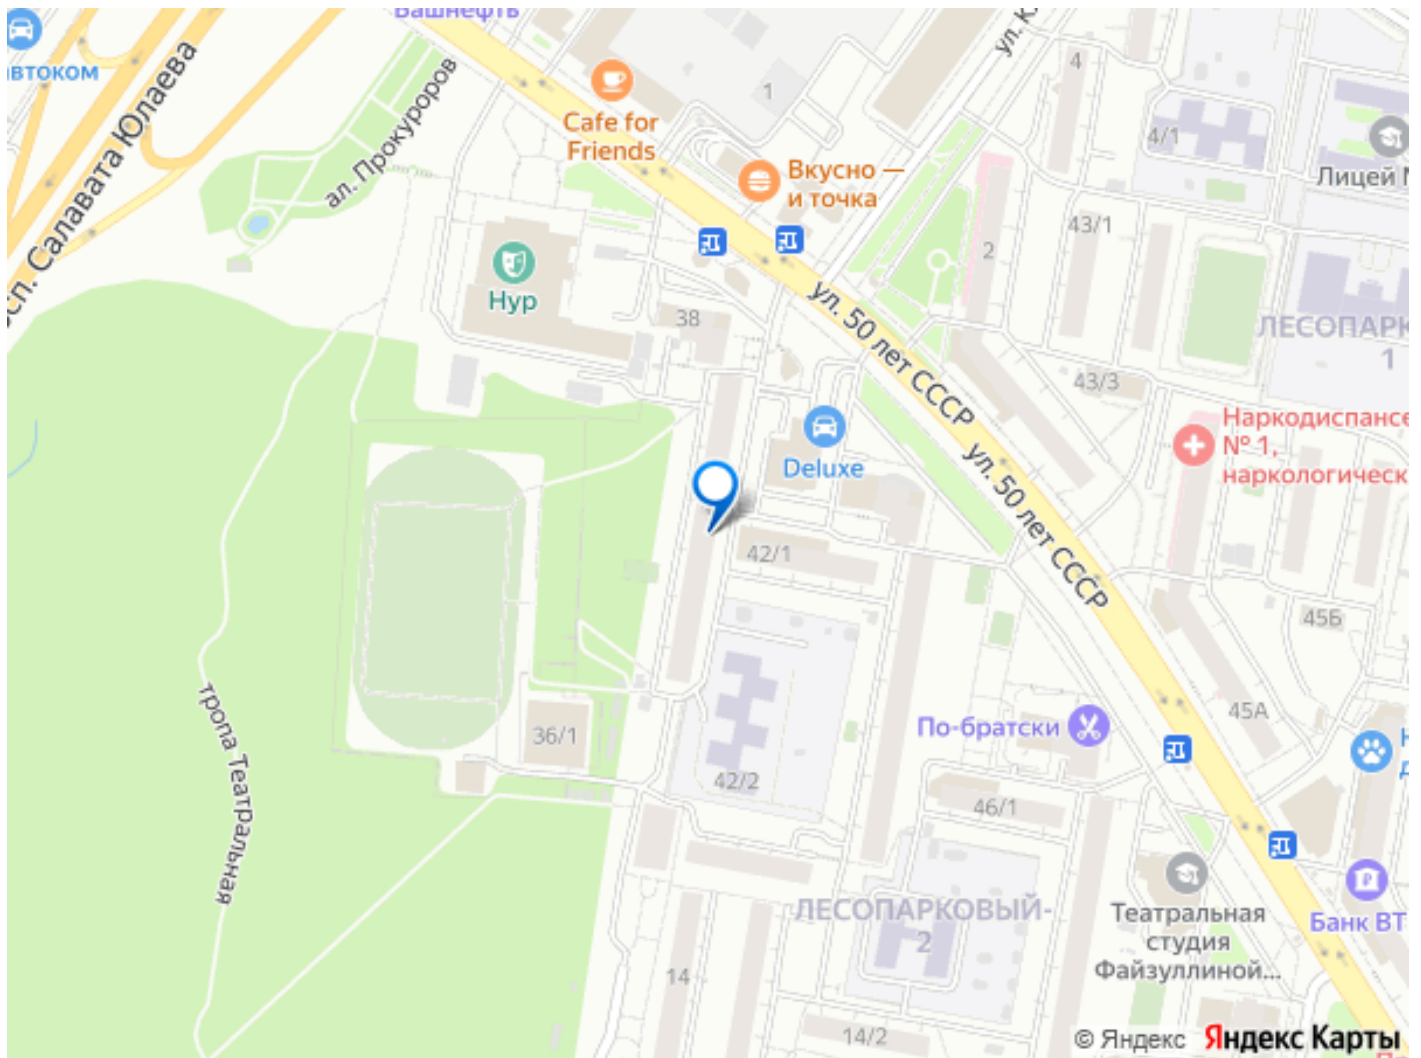 Башнефть
втоком
Cafe for
Friends
ал. Прокуроров
Салавата Юлаева
1
4
4/1
Лицей
Вкусно —
и точка
43/1
2
Нур
38
ул. 50 лет СССР
ЛЕСОПАРК
1
43/3
Deluxe
Наркодиспансе
№ 1,
наркологическ
ул. 50 лет СССР
42/1
45Б
45А
По-братски
36/1
тропа Театральная
42/2
46/1
ЛЕСОПАРКОВЫЙ-
2
Театральная
студия
Файзуллиной...
Банк ВТ
14
14/2
© Яндекс Яндекс Карты